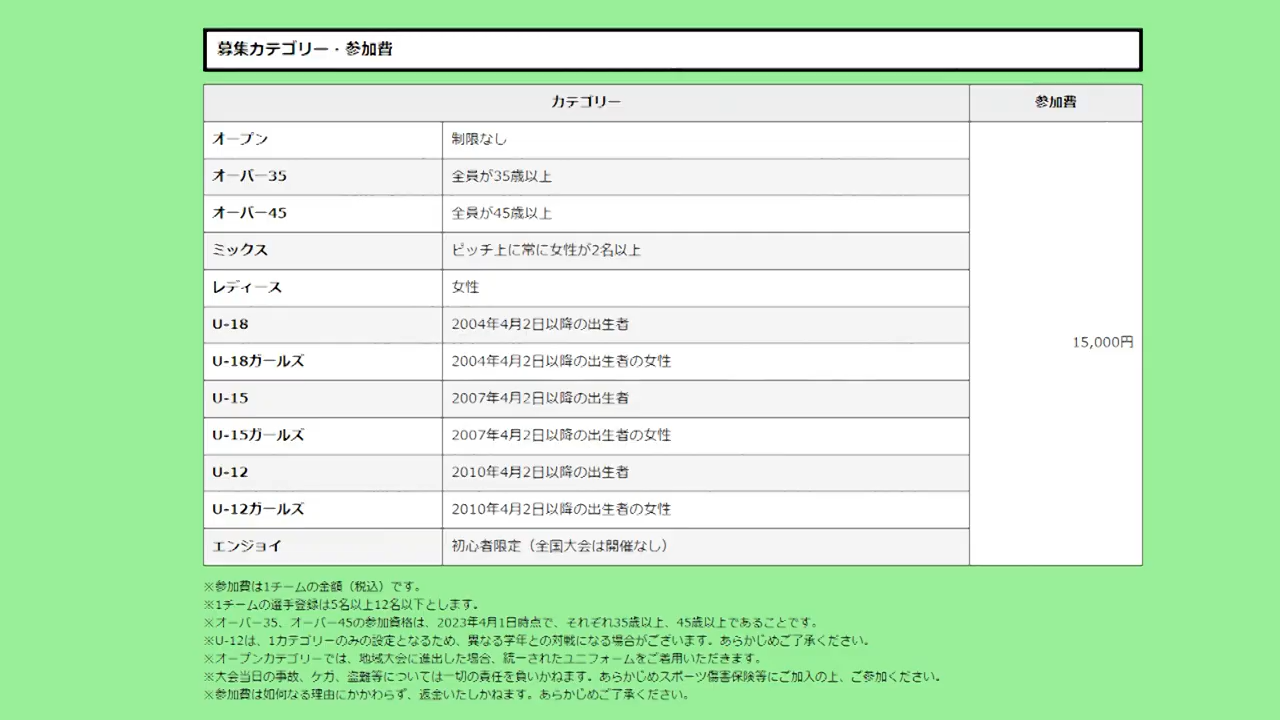 募集カテゴリー・参加費
カテゴリー 参加費
オープン 制限なし
オーバー35 全員が35歳以上
オーバー45 全員が45歳以上
ミックス ピッチ上に常に女性が2名以上
レディース 女性
U-18 2004年4月2日以降の出生者
15,000円
U-18ガールズ 2004年4月2日以降の出生者の女性
U-15 2007年4月2日以降の出生者
U-15ガールズ 2007年4月2日以降の出生者の女性
U-12 2010年4月2日以降の出生者
U-12ガールズ 2010年4月2日以降の出生者の女性
エンジョイ 初心者限定（全国大会は開催なし）
※参加費は1チームの金額（税込）です。
※1チームの選手登録は5名以上12名以下とします。
※オーバー35、オーバー45の参加資格は、2023年4月1日時点で、それぞれ35歳以上、45歳以上であることです。
※U-12は、1カテゴリーのみの設定となるため、異なる学年との対戦になる場合がございます。あらかじめご了承ください。
※オープンカテゴリーでは、地域大会に進出した場合、統一されたユニフォームをご着用いただきます。
※大会当日の事故、ケガ、盗難等については一切の責任を負いかねます。あらかじめスポーツ傷害保険等にご加入の上、ご参加ください。
※参加費は如何なる理由にかかわらず、返金いたしかねます。あらかじめご了承ください。